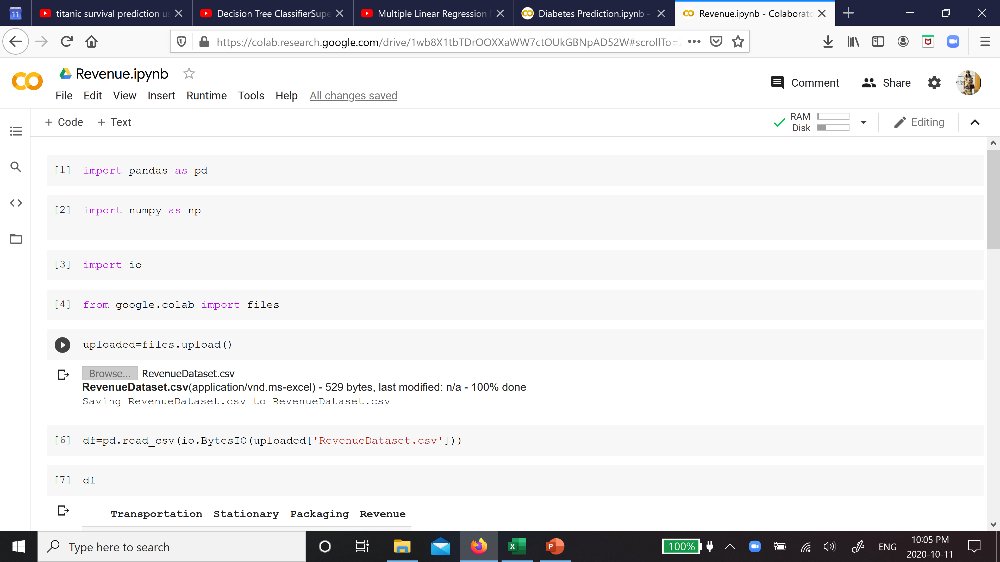 11
titanic survival prediction us
Decision Tree ClassifierSupe
Multiple Linear Regression
Diabetes Prediction.ipynb -
Revenue.ipynb - Colaborato
https://colab.research.google.com/drive/1wb8X1tbTDrOOXXaWW7ctOUkGBNpAD52W#scrollTo=
Revenue.ipynb
Comment
Share
File Edit View Insert Runtime Tools Help All changes saved
+ Code + Text
RAM
Disk
Editing
[1] import pandas as pd
[2] import numpy as np
[3] import io
[4] from google.colab import files
uploaded=files.upload()
Browse... RevenueDataset.csv
RevenueDataset.csv(application/vnd.ms-excel) - 529 bytes, last modified: n/a - 100% done
Saving RevenueDataset.csv to RevenueDataset.csv
[6] df=pd.read_csv(io.BytesIO(uploaded['RevenueDataset.csv']))
[7] df
Transportation Stationary Packaging Revenue
Type here to search
100%
ENG
10:05 PM
2020-10-11